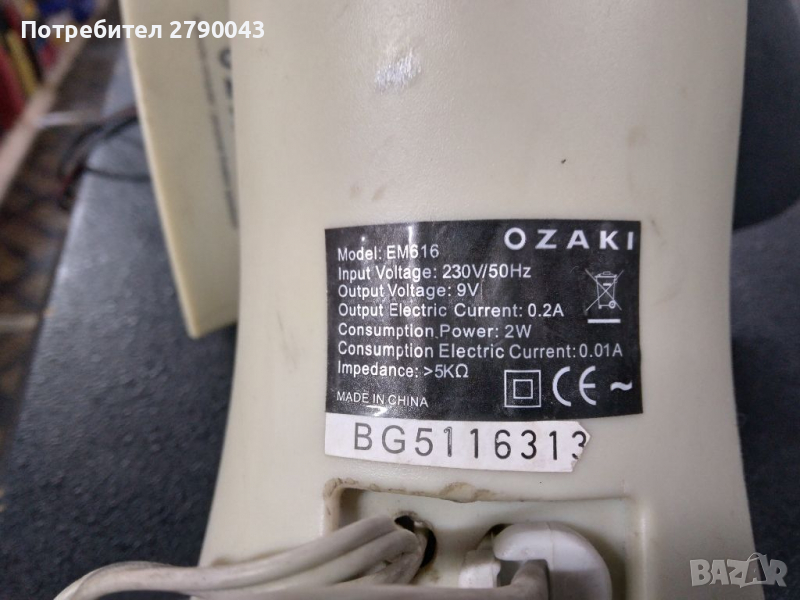 Потребител 2790043
OZAKI
Model: EM616
Input Voltage: 230V/50Hz
Output Voltage: 9V
Output Electric Current: 0.2A
Consumption Power: 2W
Consumption Electric Current: 0.01A
Impedance: >5KΩ
MADE IN CHINA
CE ~
BG5116313
BAZAR